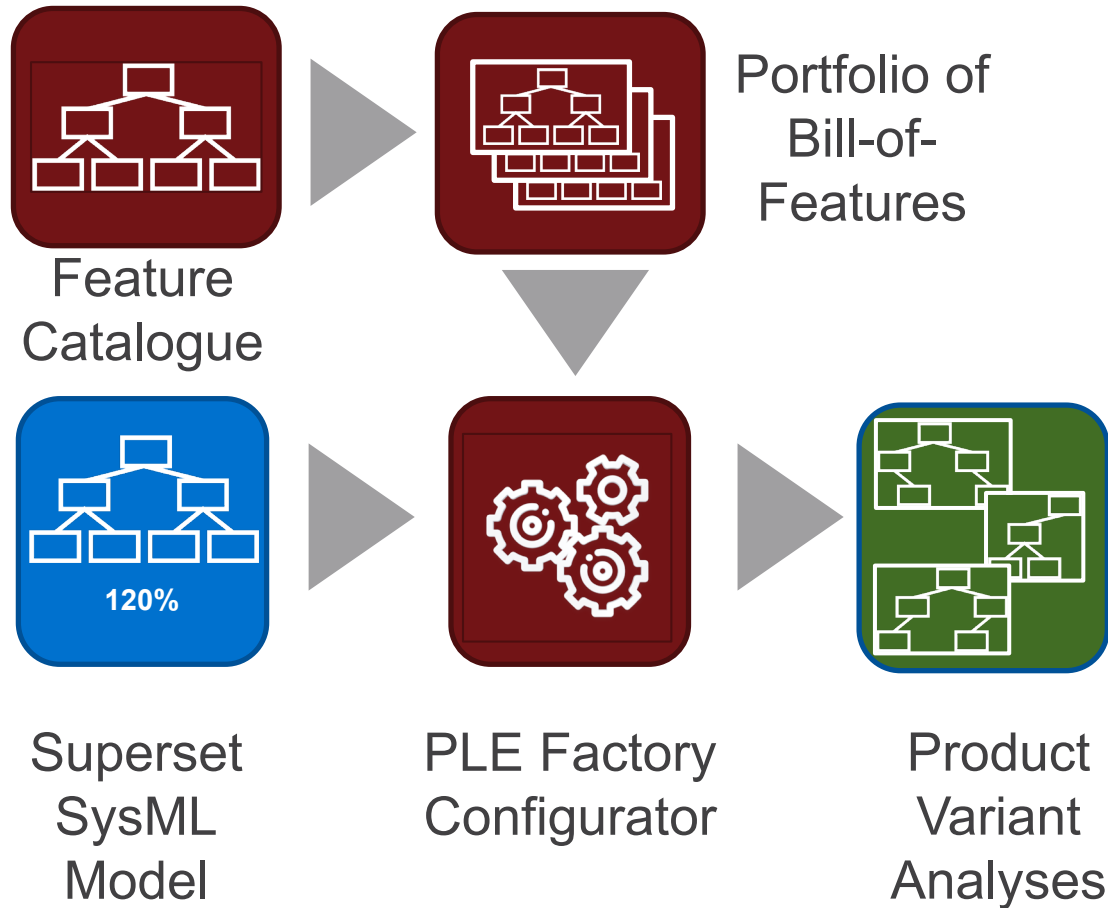 Portfolio of
Bill-of-
Features
Feature
Catalogue
120%
Superset
SysML
Model
PLE Factory
Configurator
Product
Variant
Analyses